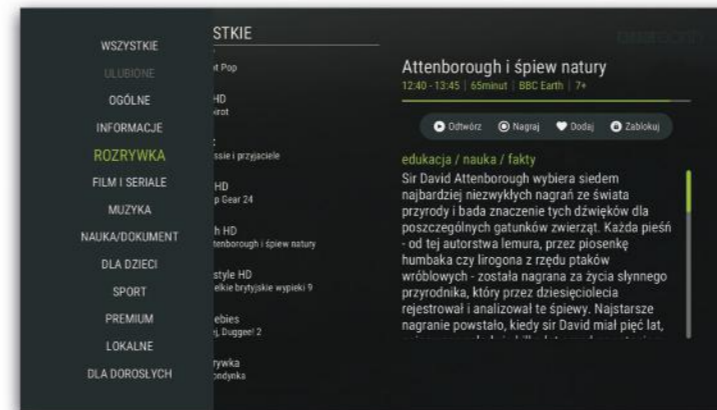 WSZYSTKIE
ULUBIONE
OGÓLNE
INFORMACJE
ROZRYWKA
FILM I SERIALE
MUZYKA
NAUKA/DOKUMENT
DLA DZIECI
SPORT
PREMIUM
LOKALNE
DLA DOROSŁYCH
STKIE
Pop
HD
irot
ssie i przyjaciele
HD
p Gear 24
h HD
tenborough i śpiew natury
style HD
elkie brytyjskie wypieki 9
ebies
ej, Duggee! 2
rywka
ondynka
Attenborough i śpiew natury
12:40 - 13:45 | 65minut | BBC Earth | 7+
Odtwórz Nagraj Dodaj Zablokuj
edukacja / nauka / fakty
Sir David Attenborough wybiera siedem
najbardziej niezwykłych nagrań ze świata
przyrody i bada znaczenie tych dźwięków dla
poszczególnych gatunków zwierząt. Każda pieśń
- od tej autorstwa lemura, przez piosenkę
humbaka czy lirogona z rzędu ptaków
wróblowych - została nagrana za życia słynnego
przyrodnika, który przez dziesięciolecia
rejestrował i analizował te śpiewy. Najstarsze
nagranie powstało, kiedy sir David miał pięć lat,